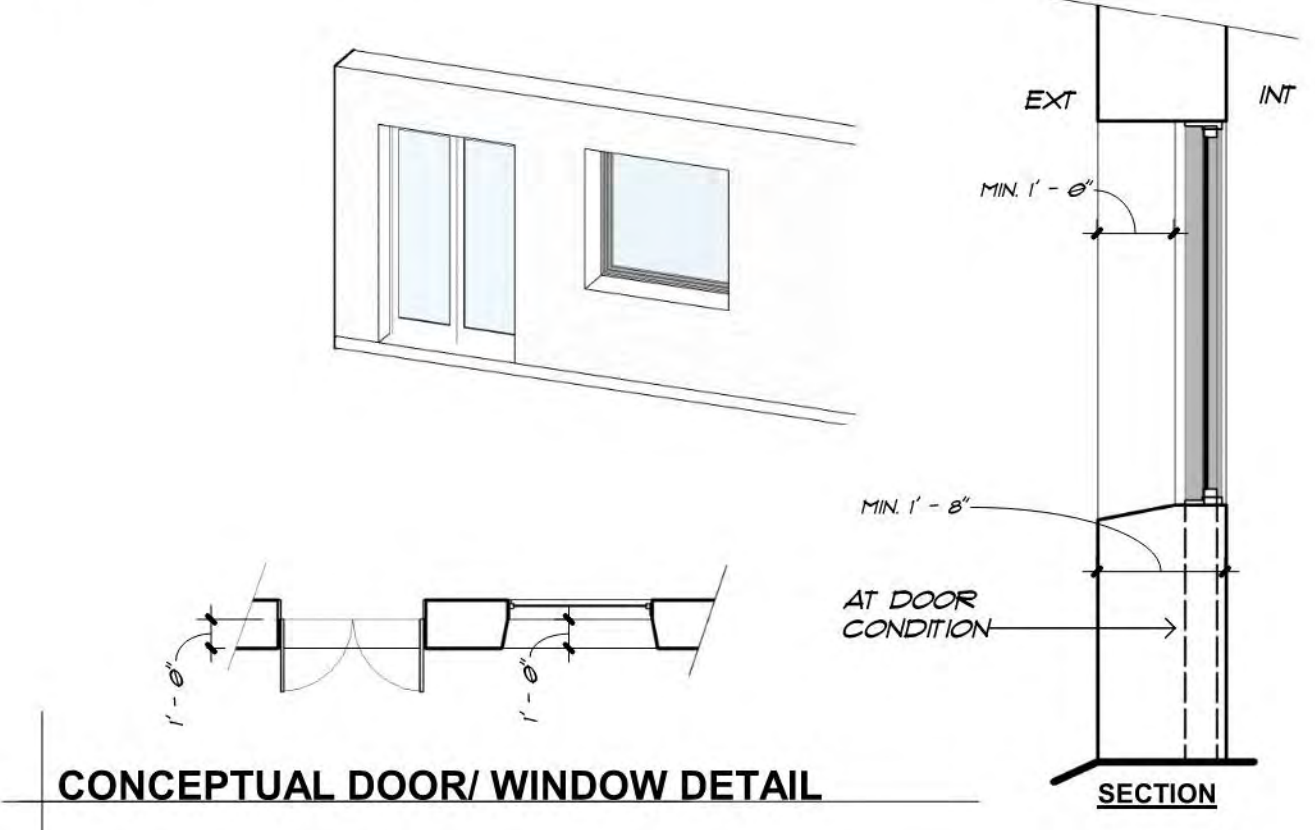 EXT
INT
MIN. 1' - 0"
MIN. 1' - 8"
AT DOOR
CONDITION
1' - 0"
1' - 0"
CONCEPTUAL DOOR/ WINDOW DETAIL
SECTION